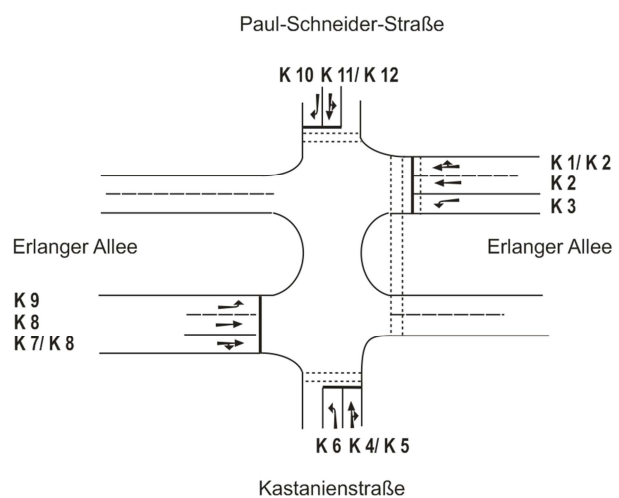 Paul-Schneider-Straße
K 10 K 11/ K 12
K 1/ K 2
K 2
K 3
Erlanger Allee
Erlanger Allee
K 9
K 8
K 7/ K 8
K 6 K 4/ K 5
Kastanienstraße